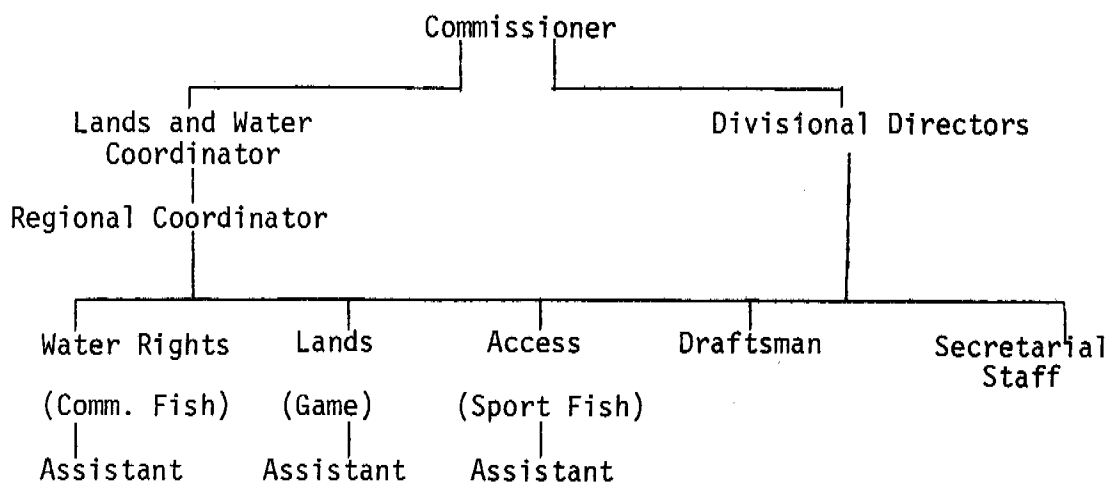 Commissioner
Lands and Water
Coordinator
Divisional Directors
Regional Coordinator
Water Rights
Lands
Access
Draftsman
Secretarial
Staff
(Comm. Fish)
(Game)
(Sport Fish)
Assistant
Assistant
Assistant